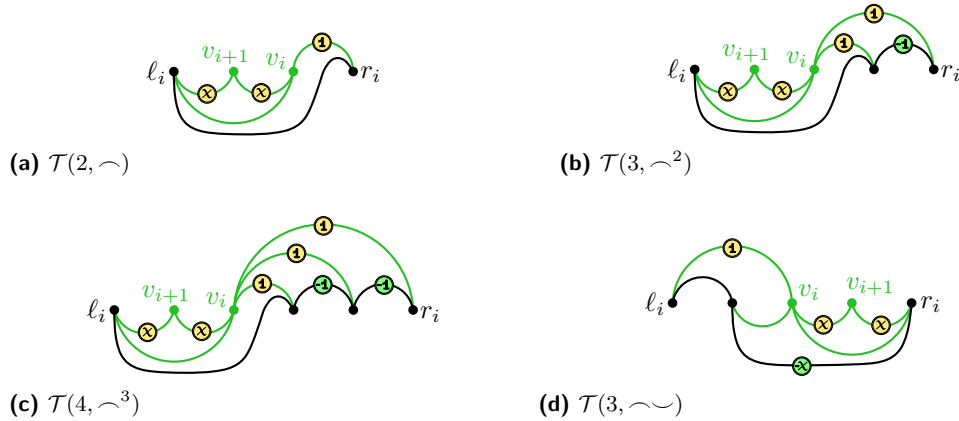 1
v_{i+1} v_i
ℓ_i r_i
x x
(a) 𝒯(2, ⌢)
1
1 -1
v_{i+1} v_i
ℓ_i r_i
x x
(b) 𝒯(3, ⌢²)
1
1
1 -1 -1
v_{i+1} v_i
ℓ_i r_i
x x
(c) 𝒯(4, ⌢³)
1
ℓ_i v_i v_{i+1} r_i
x x
-x
(d) 𝒯(3, ⌢⌣)